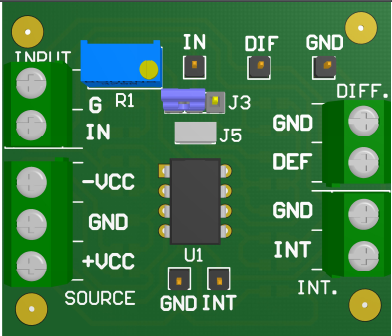 INPUT
IN
DIF
GND
DIFF.
R1
G
J3
IN
J5
GND
DEF
-VCC
GND
+VCC
GND
INT
U1
SOURCE
GND
INT
INT.